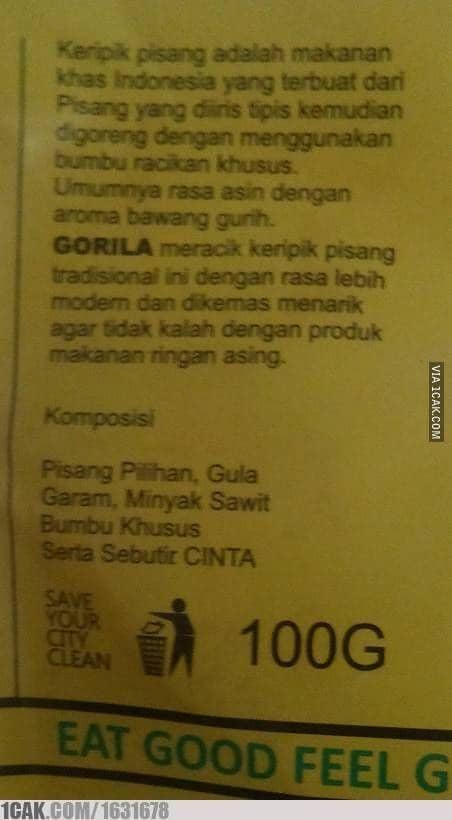 Keripik pisang adalah makanan
khas Indonesia yang terbuat dari
Pisang yang diiris tipis kemudian
digoreng dengan menggunakan
bumbu racikan khusus.
Umumnya rasa asin dengan
aroma bawang gurih.
GORILA meracik keripik pisang
tradisional ini dengan rasa lebih
modern dan dikemas menarik
agar tidak kalah dengan produk
makanan ringan asing.
Komposisi
Pisang Pilihan, Gula
Garam, Minyak Sawit
Bumbu Khusus
Serta Sebutir CINTA
SAVE
YOUR
CITY
CLEAN
100G
EAT GOOD FEEL G
VIA 1CAK.COM
1CAK.COM/1631678